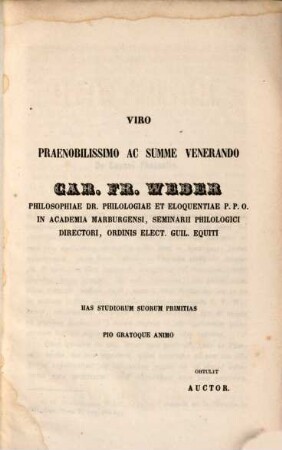 VIRO
PRAENOBILISSIMO AC SUMME VENERANDO
CAR. FR. WEBER
PHILOSOPHIAE DR. PHILOLOGIAE ET ELOQUENTIAE P. P. O.
IN ACADEMIA MARBURGENSI, SEMINARII PHILOLOGICI
DIRECTORI, ORDINIS ELECT. GUIL. EQUITI
HAS STUDIORUM SUORUM PRIMITIAS
PIO GRATOQUE ANIMO
OBTULIT
AUCTOR.